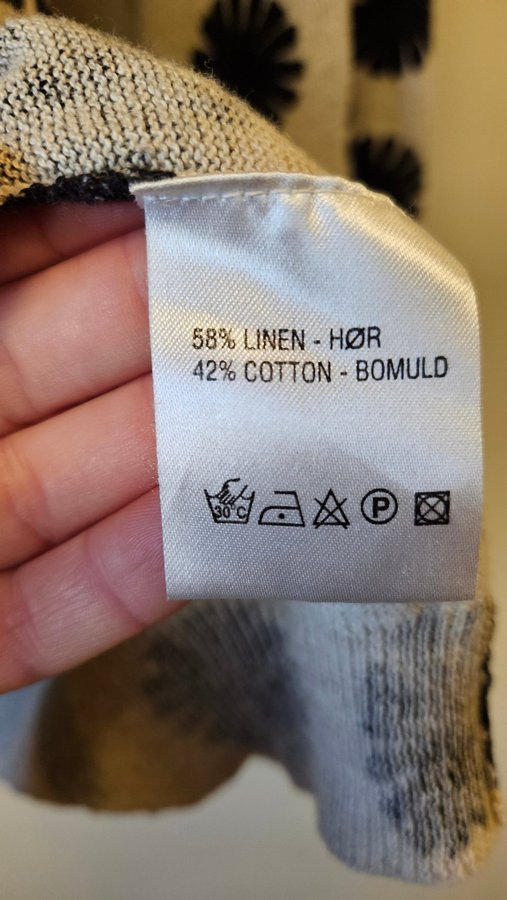 58% LINEN - HØR
42% COTTON - BOMULD
30°C P